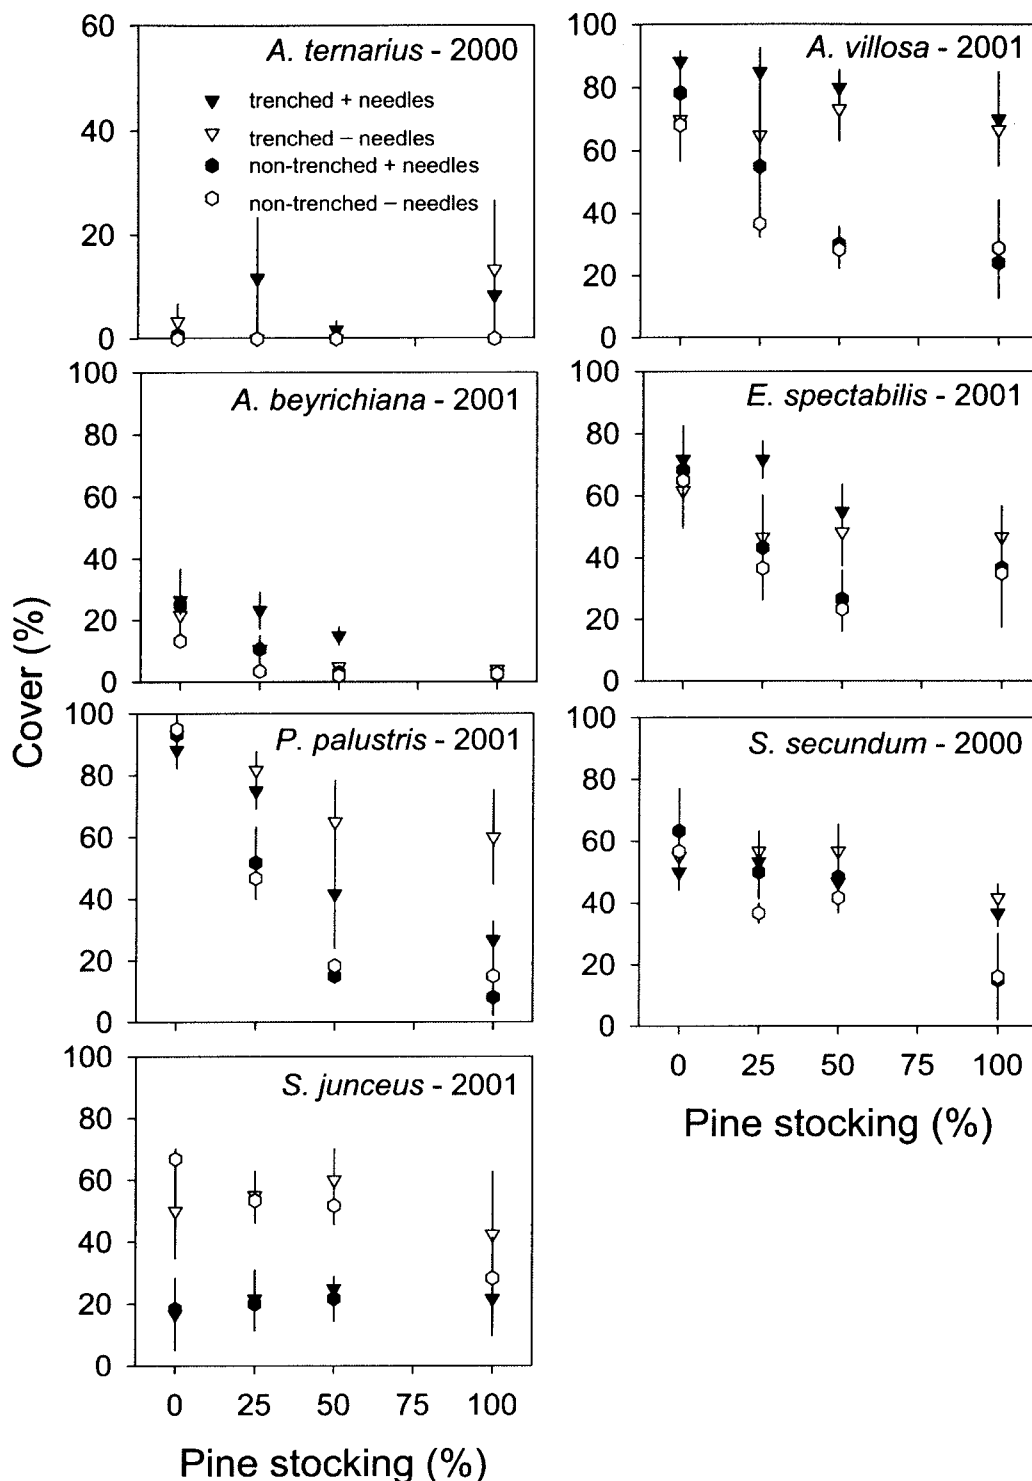 Cover (%)
60
40
20
0
A. ternarius - 2000
trenched + needles
trenched – needles
non-trenched + needles
non-trenched – needles
100
80
60
40
20
0
A. villosa - 2001
100
80
60
40
20
0
A. beyrichiana - 2001
100
80
60
40
20
0
E. spectabilis - 2001
100
80
60
40
20
0
P. palustris - 2001
100
80
60
40
20
0
S. secundum - 2000
0 25 50 75 100
Pine stocking (%)
100
80
60
40
20
0
S. junceus - 2001
0 25 50 75 100
Pine stocking (%)